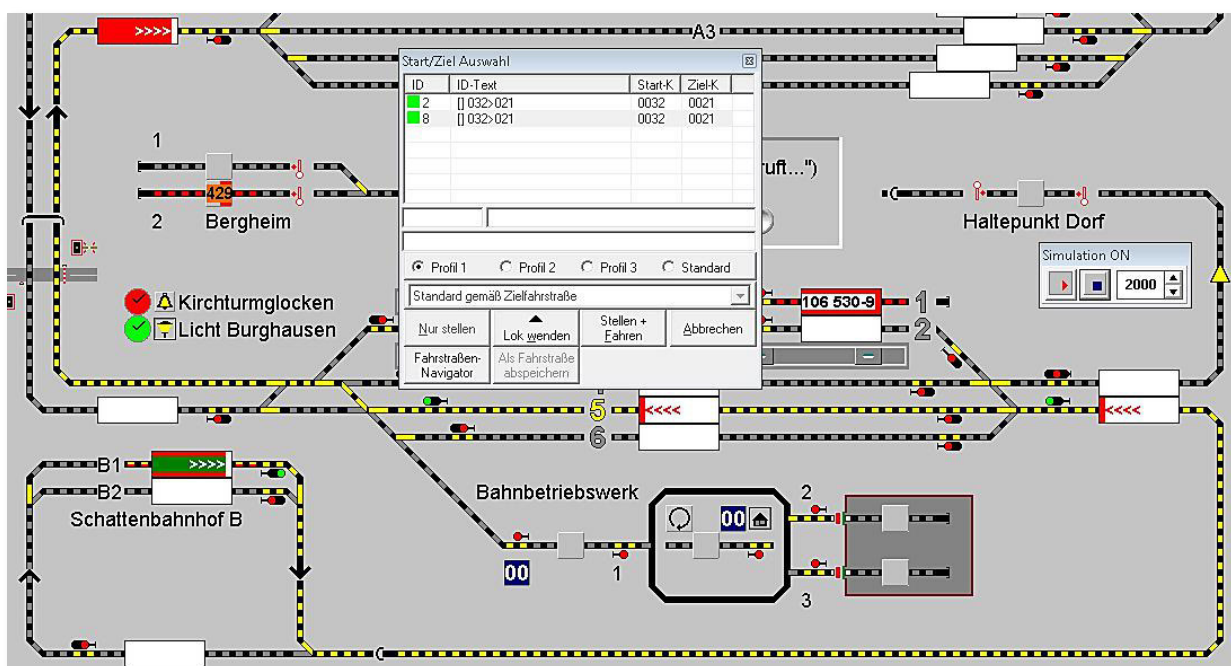 >>>>
A3
Start/Ziel Auswahl
ID ID-Text Start-K Ziel-K
2 [] 032>021 0032 0021
8 [] 032>021 0032 0021
1
ruft...")
429
2 Bergheim
Haltepunkt Dorf
Simulation ON
2000
Profil 1 Profil 2 Profil 3 Standard
Standard gemäß Zielfahrstraße
Kirchturmglocken
106 530-9 1
Licht Burghausen
2
Nur stellen Lok wenden Stellen + Fahren Abbrechen
Fahrstraßen-Navigator Als Fahrstraße abspeichern
5 <<<< <<<<
6
B1 >>>>
B2
Schattenbahnhof B
Bahnbetriebswerk
2
00
00 1
3